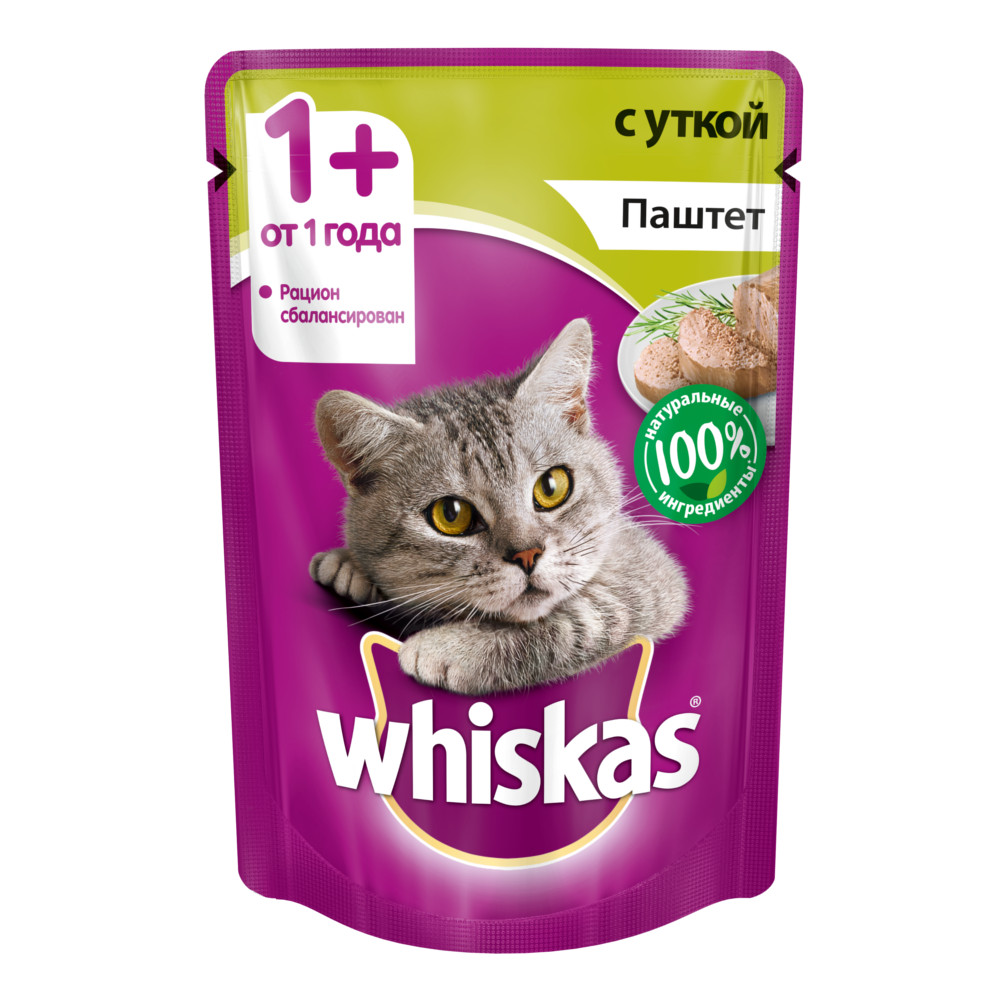 1+
от 1 года
• Рацион
сбалансирован
с уткой
Паштет
натуральные
100%
ингредиенты*
whiskas®